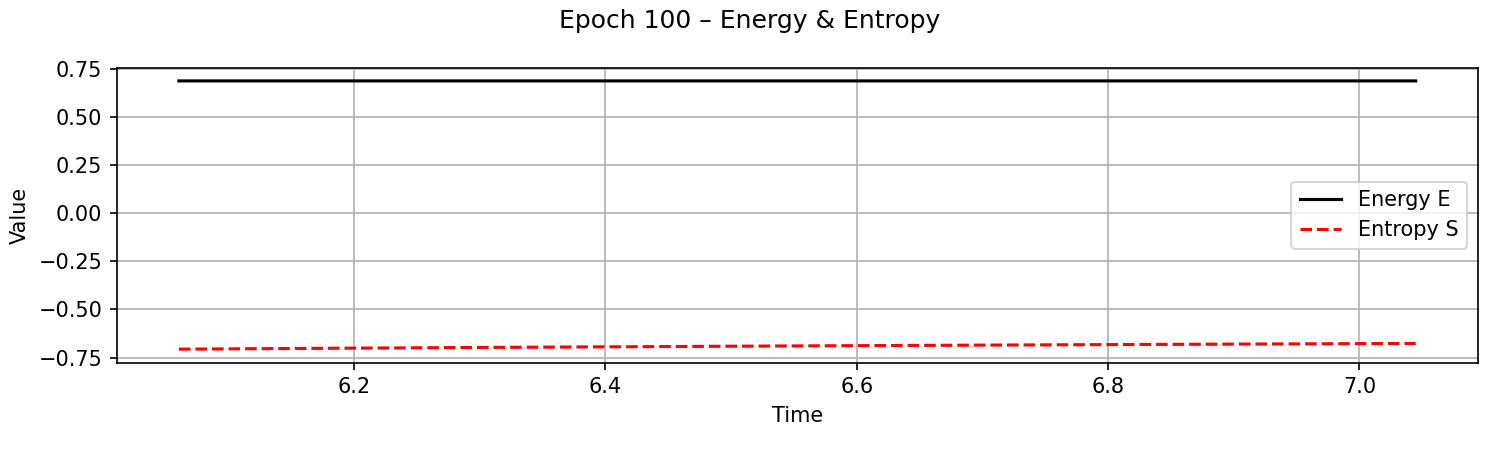 Epoch 100 – Energy & Entropy
0.75
0.50
0.25
0.00
−0.25
−0.50
−0.75
Value
Energy E
Entropy S
6.2 6.4 6.6 6.8 7.0
Time